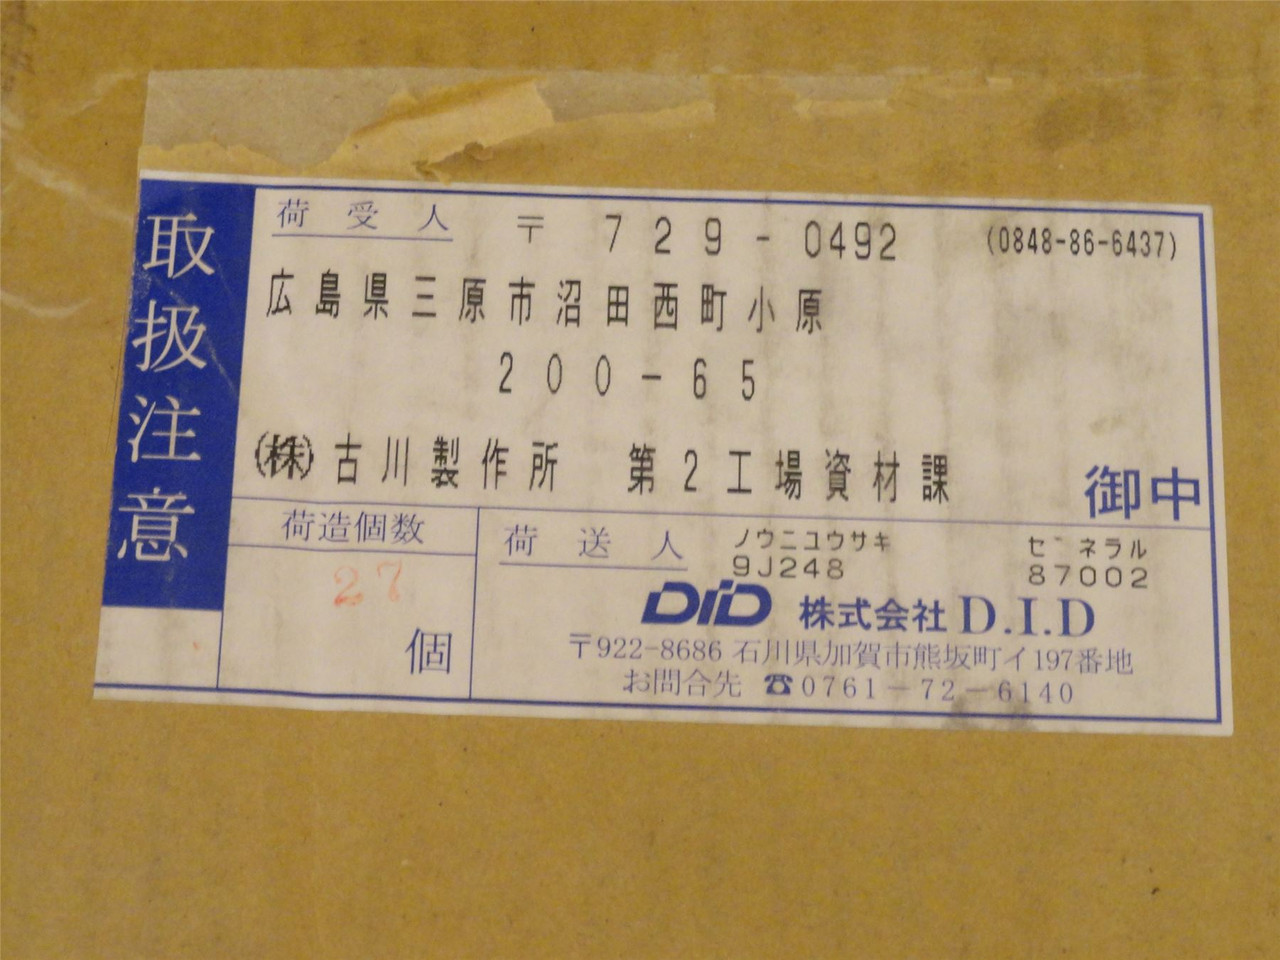 取扱注意
荷受人 〒 729-0492 (0848-86-6437)
広島県三原市沼田西町小原
200-65
(株)古川製作所 第2工場資材課 御中
荷造個数
27
個
荷送人 ノウニユウサキ セ゛ネラル
9J248 87002
DID 株式会社 D.I.D
〒922-8686 石川県加賀市熊坂町イ197番地
お問合先 ☎0761-72-6140